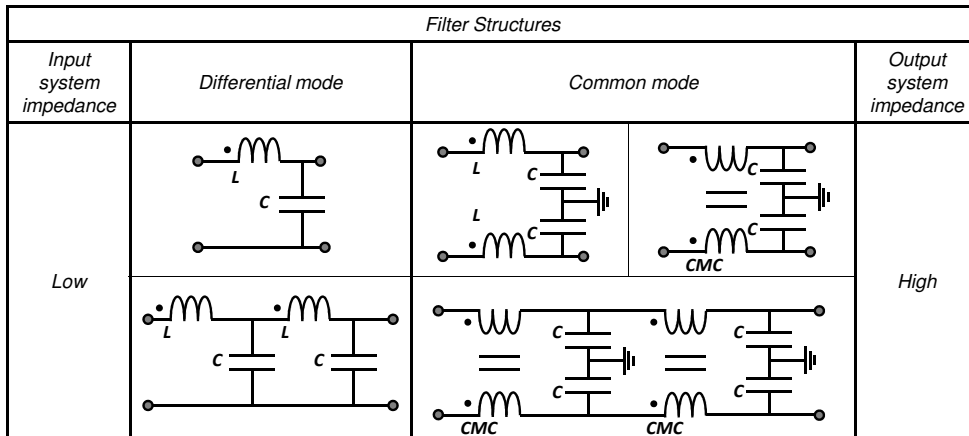 Filter Structures
Input
system
impedance
Differential mode
Common mode
Output
system
impedance
Low
L
C
L
C
L
C
C
C
CMC
L
L
C
C
C
C
C
C
CMC
CMC
High